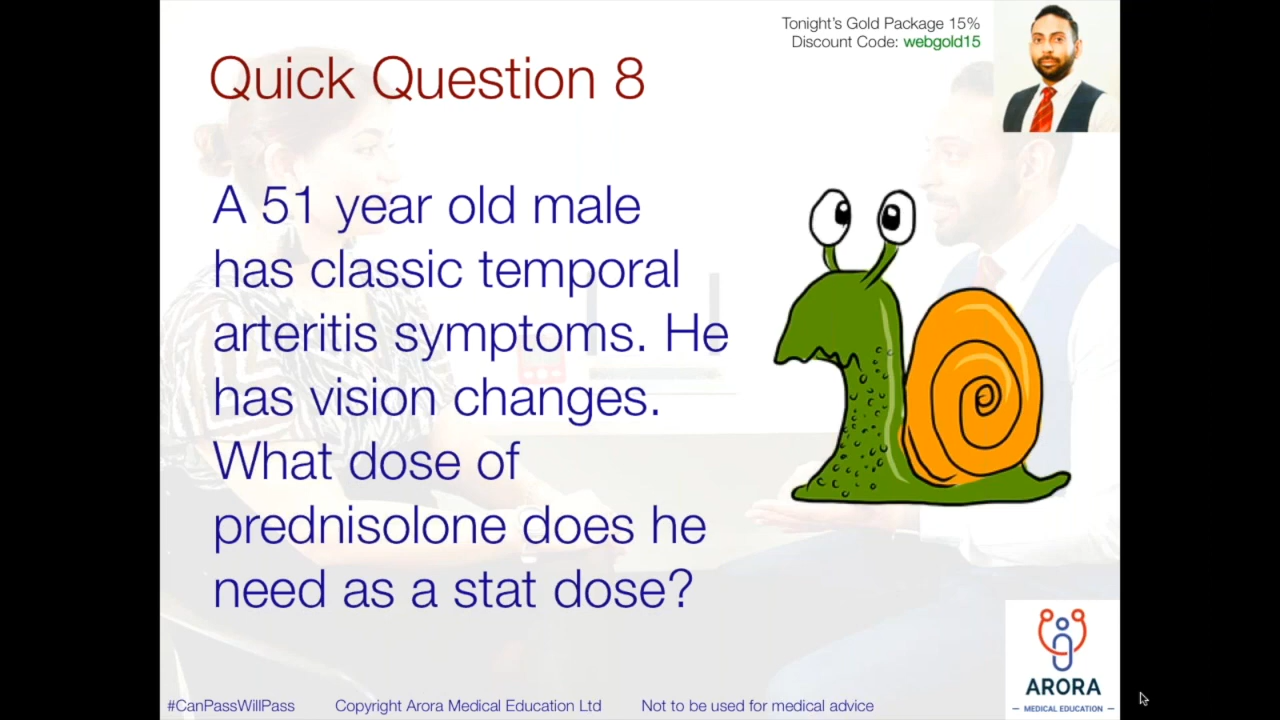 Tonight's Gold Package 15%
Discount Code: webgold15
Quick Question 8
A 51 year old male
has classic temporal
arteritis symptoms. He
has vision changes.
What dose of
prednisolone does he
need as a stat dose?
ARORA
MEDICAL EDUCATION
#CanPassWillPass Copyright Arora Medical Education Ltd Not to be used for medical advice